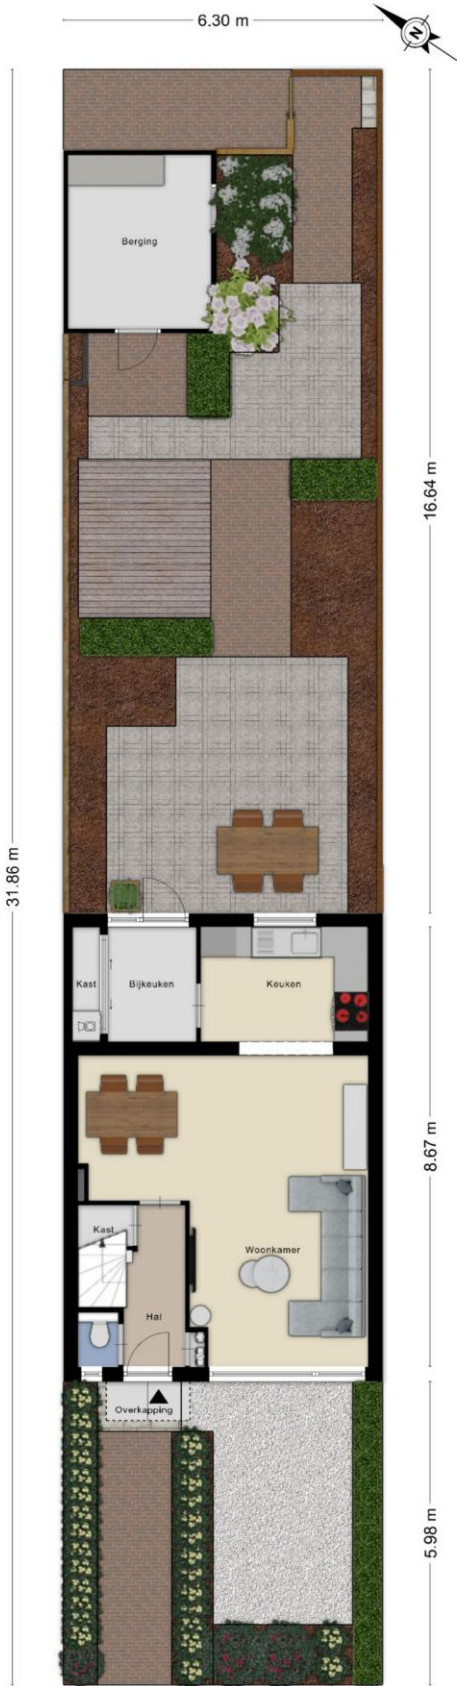 6.30 m
N
Berging
16.64 m
31.86 m
Kast
Bijkeuken
Keuken
8.67 m
Kast
Woonkamer
Hal
Overkapping
5.98 m